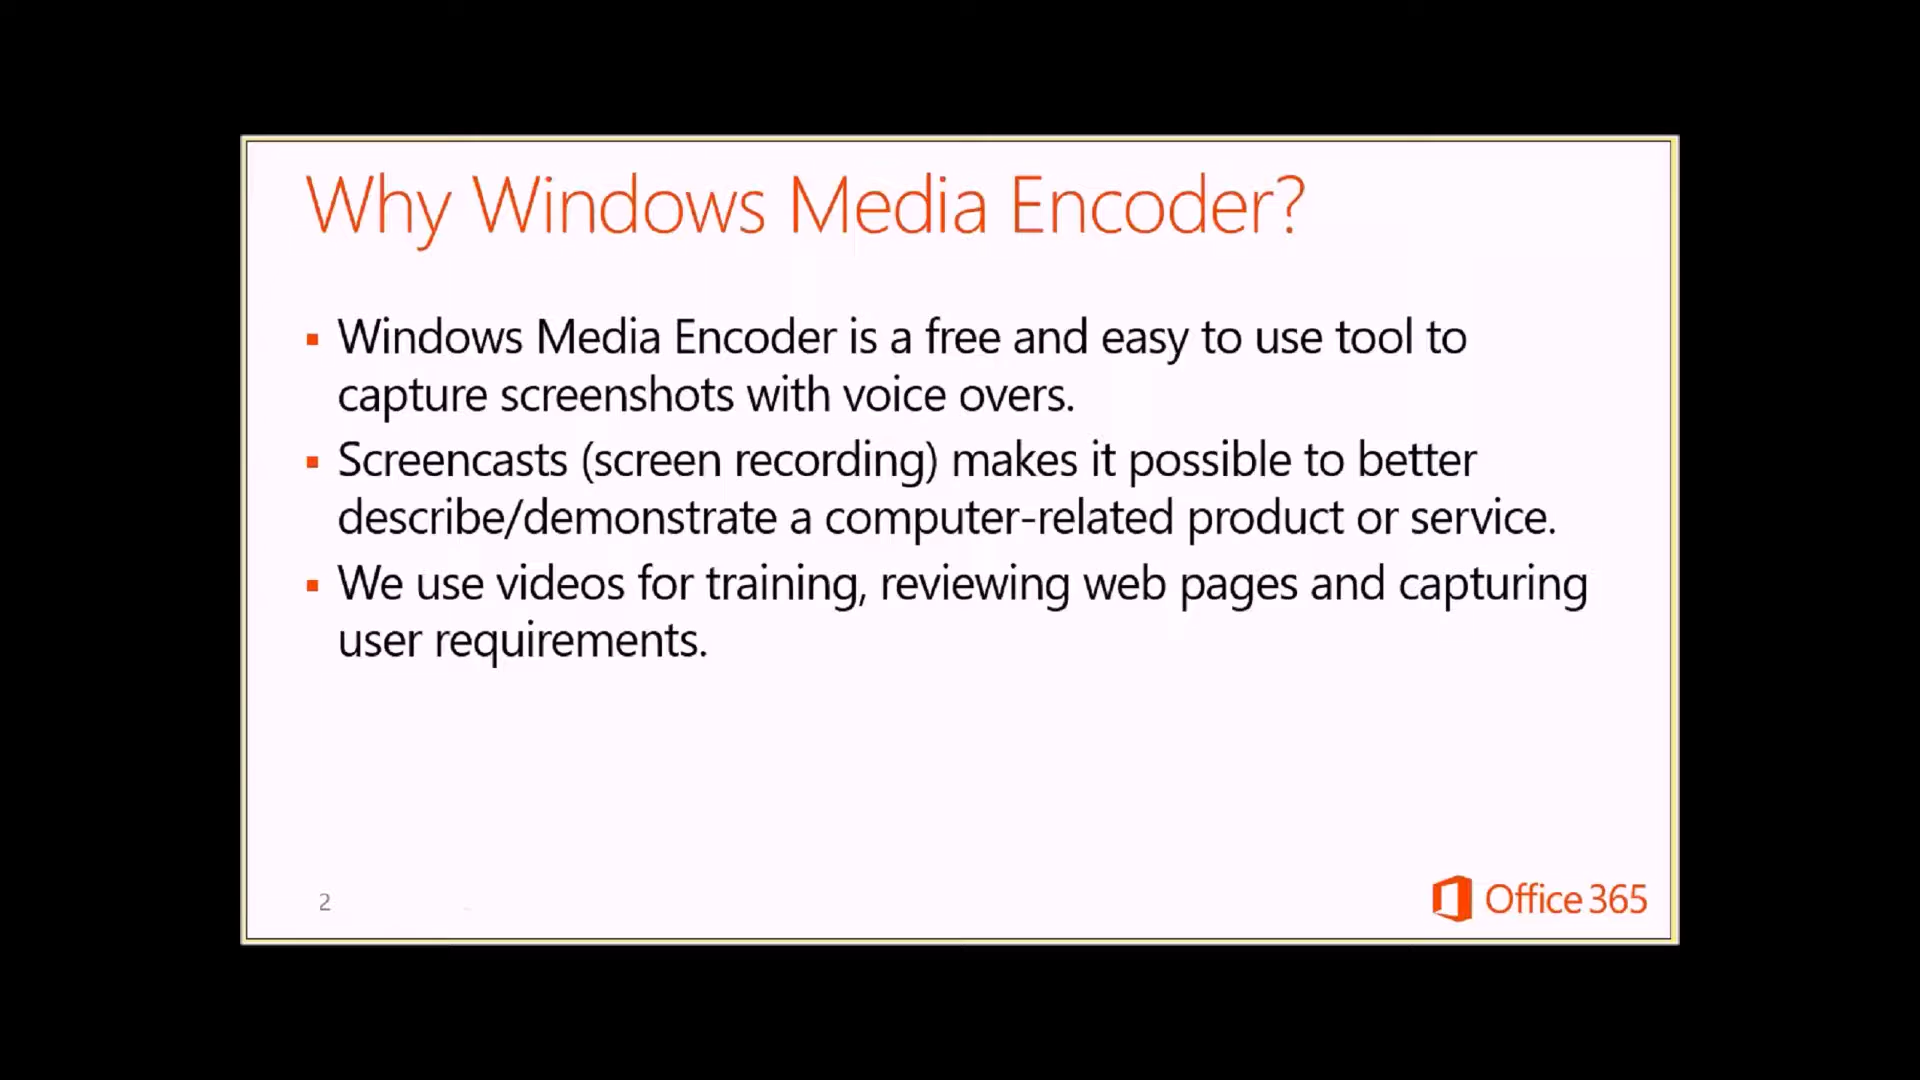 Why Windows Media Encoder?
▪ Windows Media Encoder is a free and easy to use tool to
capture screenshots with voice overs.
▪ Screencasts (screen recording) makes it possible to better
describe/demonstrate a computer-related product or service.
▪ We use videos for training, reviewing web pages and capturing
user requirements.
2
Office 365